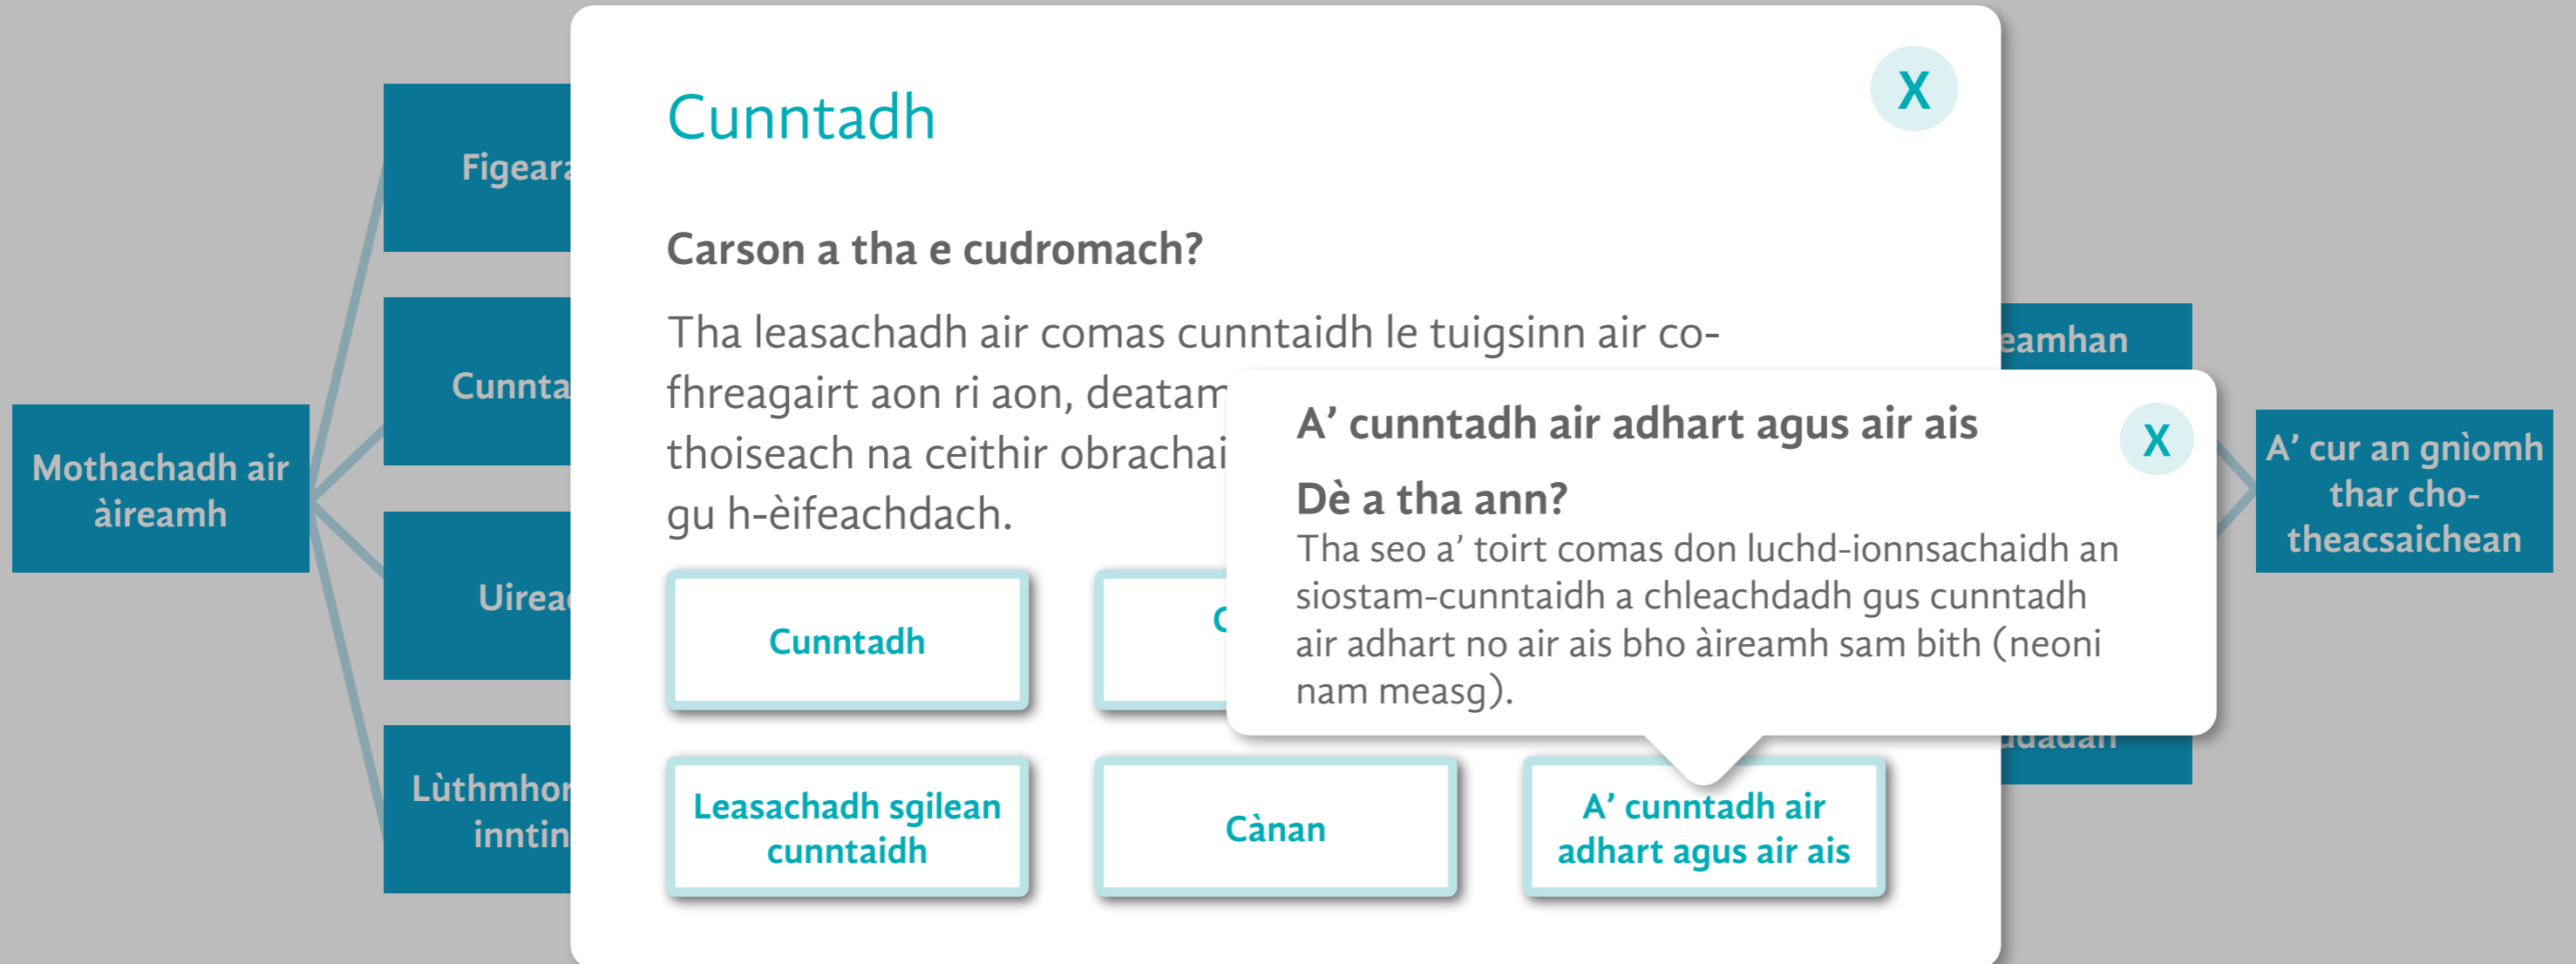 Mothachadh air
àireamh
Cunntadh
X
Carson a tha e cudromach?
Tha leasachadh air comas cunntaidh le tuigsinn air co-
fhreagairt aon ri aon,
thoiseach na ceithir
gu h-èifeachdach.
A’ cunntadh air adhart agus air ais
X
Dè a tha ann?
Tha seo a’ toirt comas don luchd-ionnsachaidh an
siostam-cunntaidh a chleachdadh gus cunntadh
air adhart no air ais bho àireamh sam bith (neoni
nam measg).
Cunntadh
Leasachadh sgilean
cunntaidh
Cànan
A’ cunntadh air
adhart agus air ais
A’ cur an gnìomh
thar cho-
theacsaichean